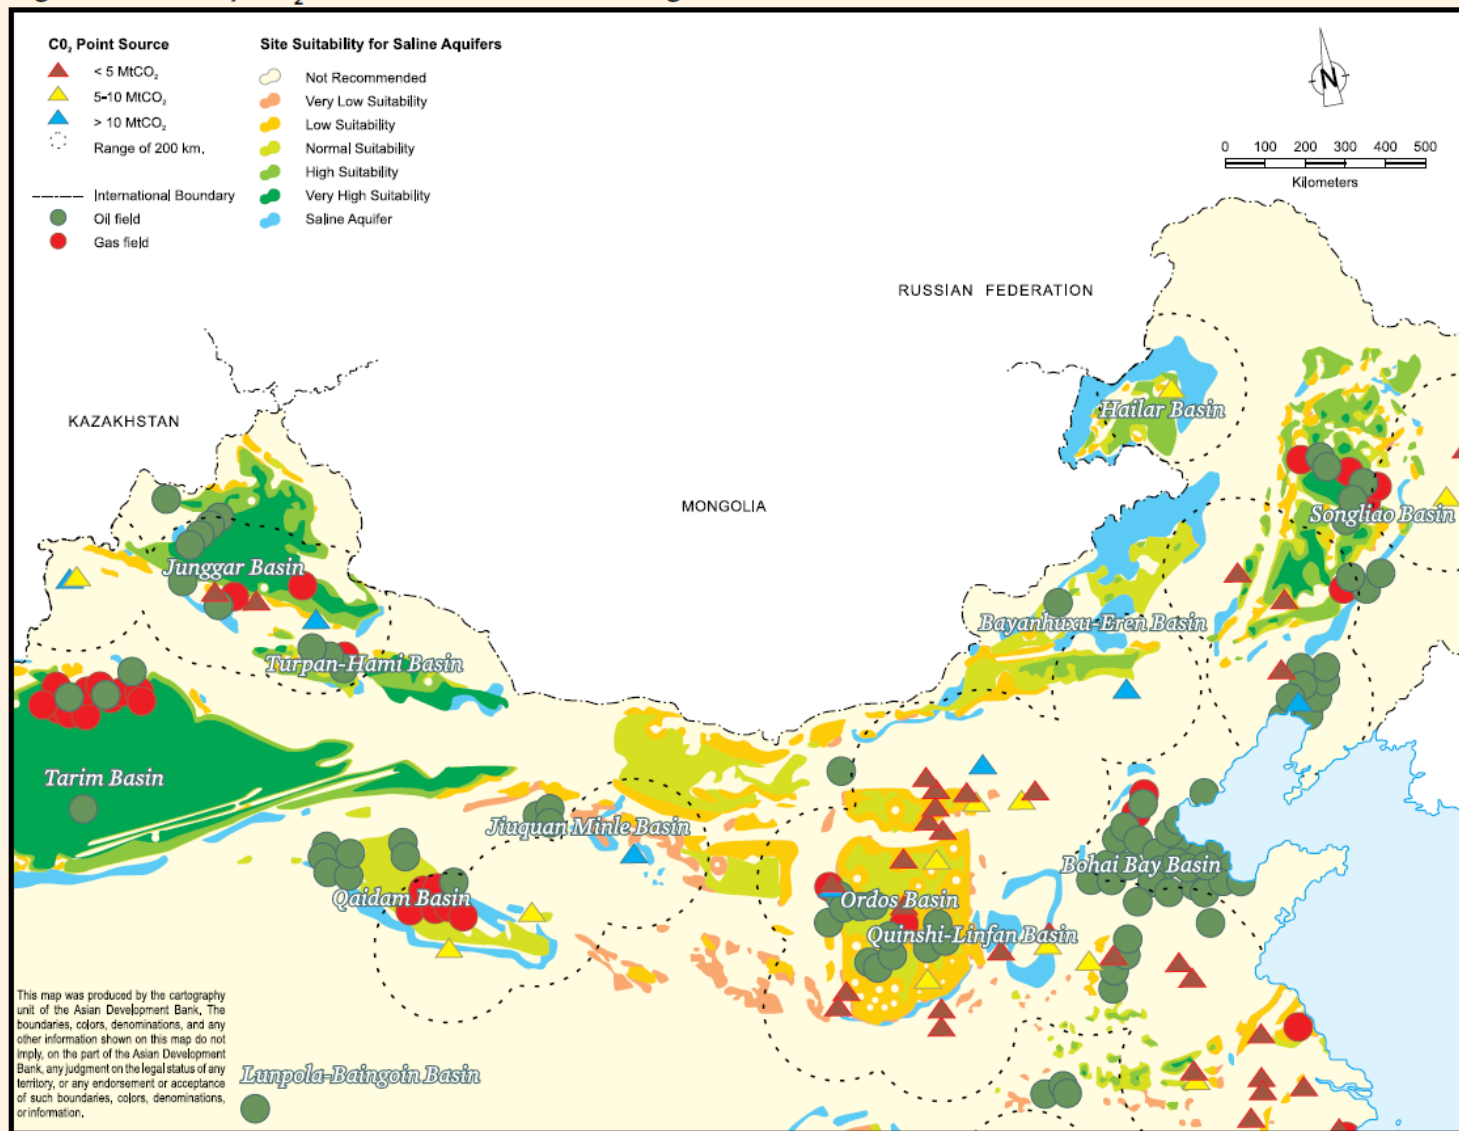 C0₂ Point Source
< 5 MtCO₂
5-10 MtCO₂
> 10 MtCO₂
Range of 200 km.
International Boundary
Oil field
Gas field
Site Suitability for Saline Aquifers
Not Recommended
Very Low Suitability
Low Suitability
Normal Suitability
High Suitability
Very High Suitability
Saline Aquifer
N
0 100 200 300 400 500
Kilometers
RUSSIAN FEDERATION
KAZAKHSTAN
MONGOLIA
Hailar Basin
Songliao Basin
Junggar Basin
Bayanhuxu-Eren Basin
Turpan-Hami Basin
Tarim Basin
Jiuquan Minle Basin
Bohai Bay Basin
Qaidam Basin
Ordos Basin
Quinshi-Linfan Basin
Lunpola-Baingoin Basin
This map was produced by the cartography
unit of the Asian Development Bank. The
boundaries, colors, denominations, and any
other information shown on this map do not
imply, on the part of the Asian Development
Bank, any judgment on the legal status of any
territory, or any endorsement or acceptance
of such boundaries, colors, denominations,
or information.